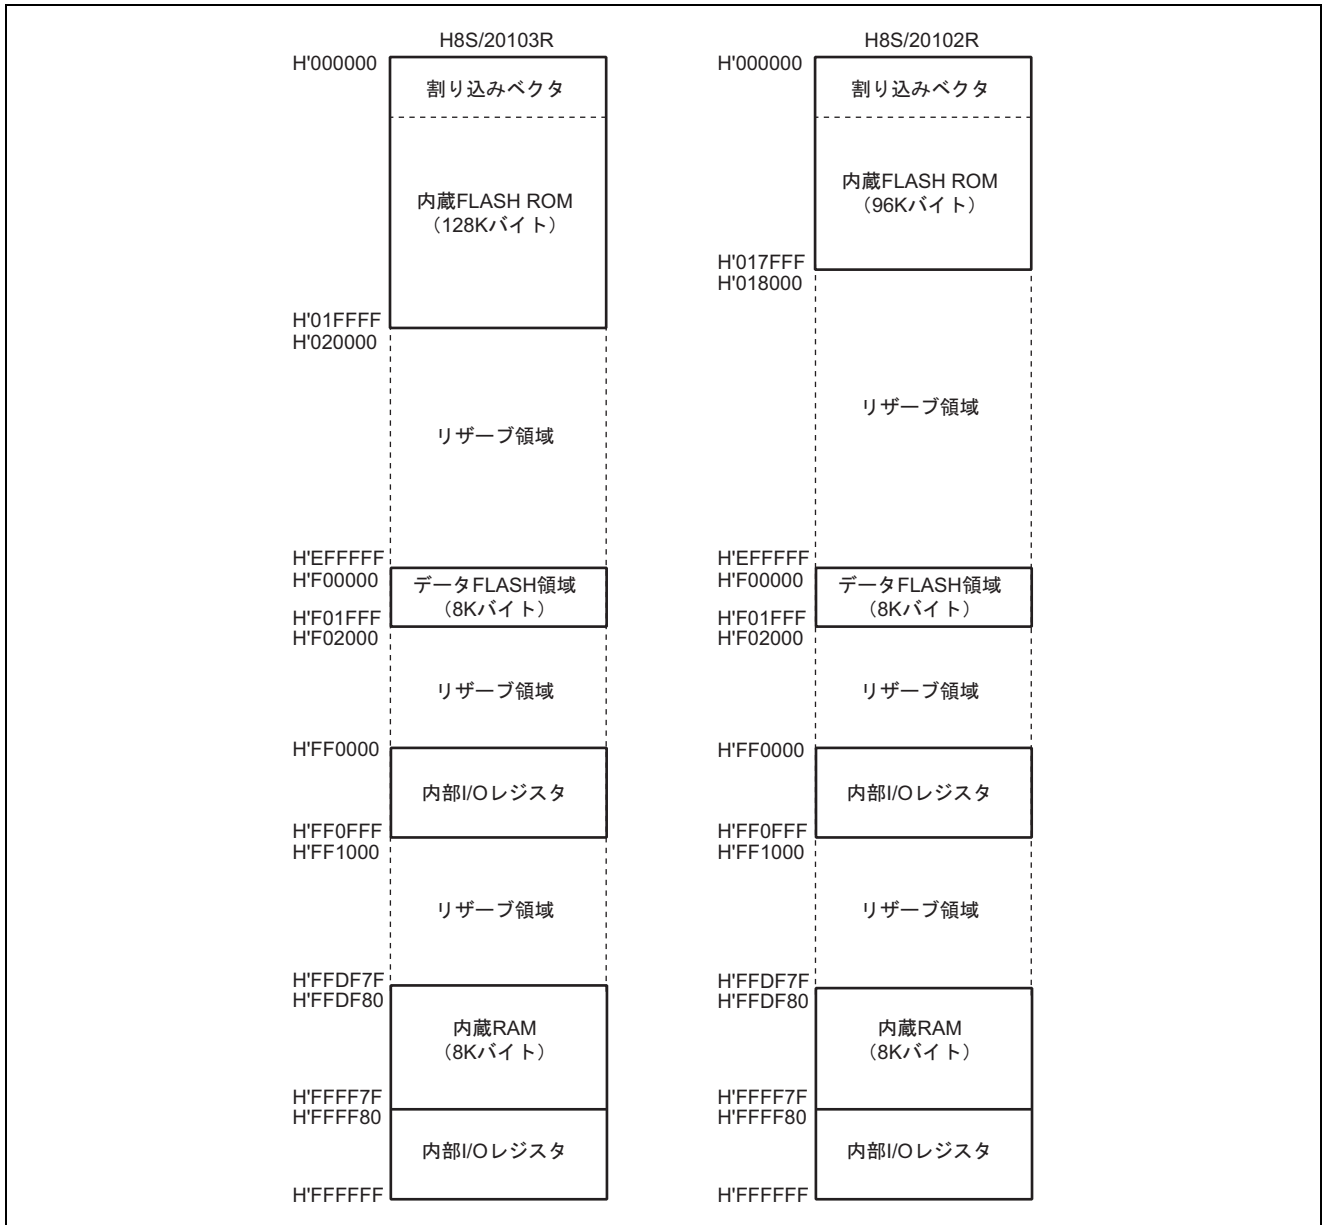 H8S/20103R
H'000000
割り込みベクタ
内蔵FLASH ROM
（128Kバイト）
H'01FFFF
H'020000
リザーブ領域
H'EFFFFF
H'F00000
データFLASH領域
（8Kバイト）
H'F01FFF
H'F02000
リザーブ領域
H'FF0000
内部I/Oレジスタ
H'FF0FFF
H'FF1000
リザーブ領域
H'FFDF7F
H'FFDF80
内蔵RAM
（8Kバイト）
H'FFFF7F
H'FFFF80
内部I/Oレジスタ
H'FFFFFF
H8S/20102R
H'000000
割り込みベクタ
内蔵FLASH ROM
（96Kバイト）
H'017FFF
H'018000
リザーブ領域
H'EFFFFF
H'F00000
データFLASH領域
（8Kバイト）
H'F01FFF
H'F02000
リザーブ領域
H'FF0000
内部I/Oレジスタ
H'FF0FFF
H'FF1000
リザーブ領域
H'FFDF7F
H'FFDF80
内蔵RAM
（8Kバイト）
H'FFFF7F
H'FFFF80
内部I/Oレジスタ
H'FFFFFF